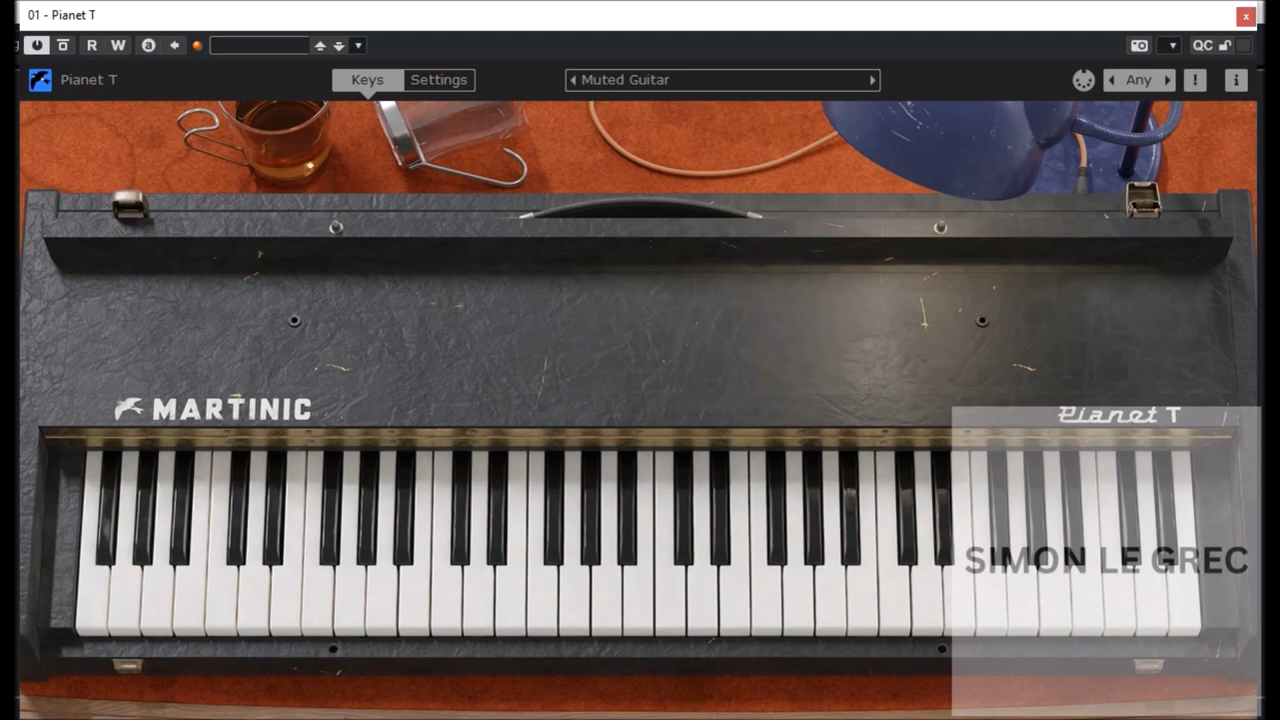 01 - Pianet T
R W a QC
Pianet T Keys Settings Muted Guitar Any ! i
MARTINIC
Pianet T
SIMON LE GREC